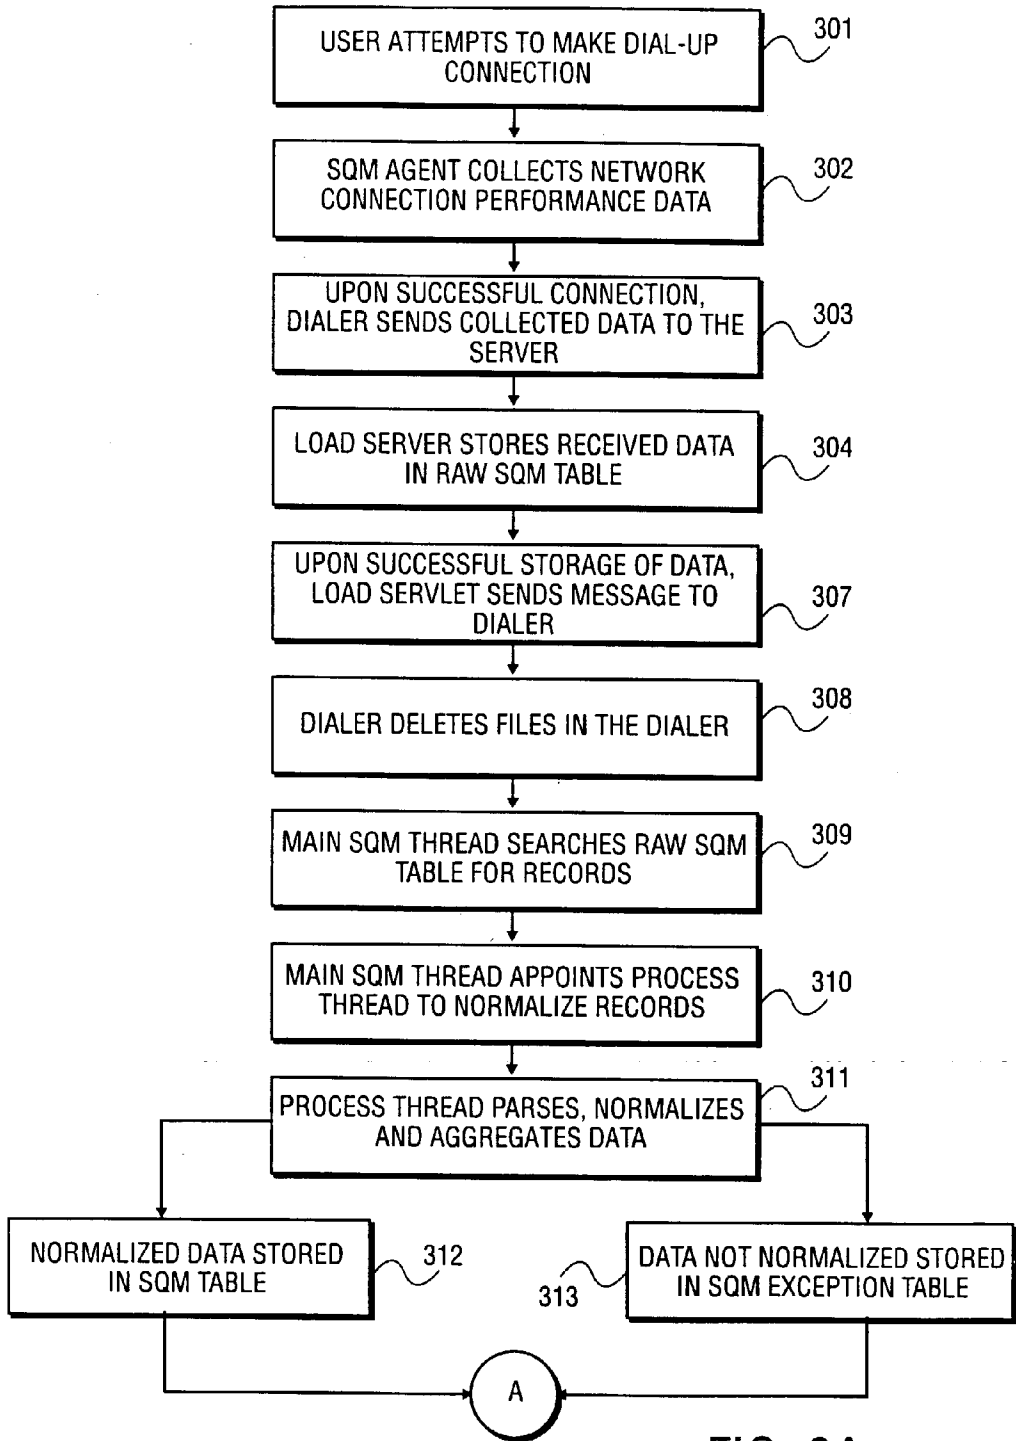 USER ATTEMPTS TO MAKE DIAL-UP
CONNECTION
301
SQM AGENT COLLECTS NETWORK
CONNECTION PERFORMANCE DATA
302
UPON SUCCESSFUL CONNECTION,
DIALER SENDS COLLECTED DATA TO THE
SERVER
303
LOAD SERVER STORES RECEIVED DATA
IN RAW SQM TABLE
304
UPON SUCCESSFUL STORAGE OF DATA,
LOAD SERVLET SENDS MESSAGE TO
DIALER
307
DIALER DELETES FILES IN THE DIALER
308
MAIN SQM THREAD SEARCHES RAW SQM
TABLE FOR RECORDS
309
MAIN SQM THREAD APPOINTS PROCESS
THREAD TO NORMALIZE RECORDS
310
PROCESS THREAD PARSES, NORMALIZES
AND AGGREGATES DATA
311
NORMALIZED DATA STORED
IN SQM TABLE
312
DATA NOT NORMALIZED STORED
IN SQM EXCEPTION TABLE
313
A